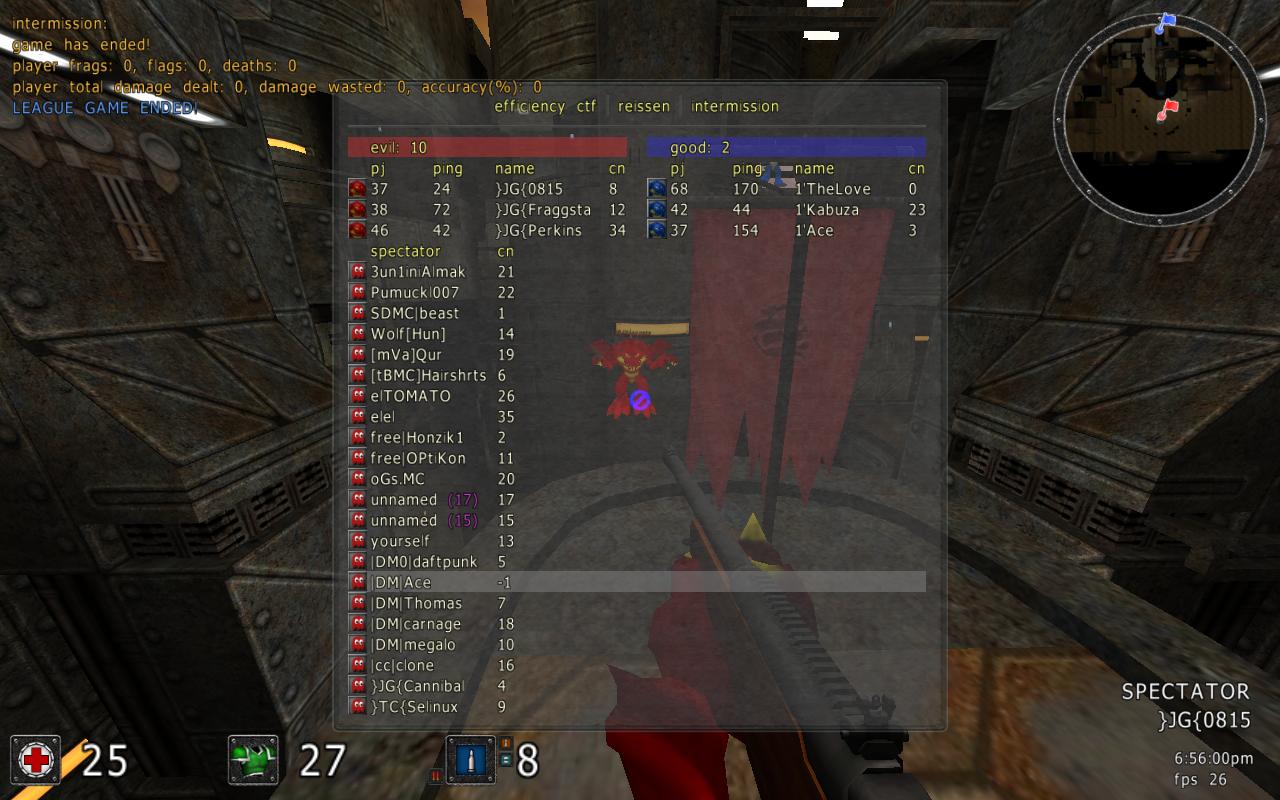 intermission:
game has ended!
player frags: 0, flags: 0, deaths: 0
player total damage dealt: 0, damage wasted: 0, accuracy(%): 0
LEAGUE GAME ENDED!
efficiency ctf reissen intermission
evil: 10 good: 2
pj ping name cn pj ping name cn
37 24 }JG{0815 8 68 170 1'TheLove 0
38 72 }JG{Fraggsta 12 42 44 1'Kabuza 23
46 42 }JG{Perkins 34 37 154 1'Ace 3
spectator cn
3un1iniAlmak 21
Pumuckl007 22
SDMC|beast 1
Wolf[Hun] 14
[mVa]Qur 19
[tBMC]Hairshrts 6
elTOMATO 26
elel 35
free|Honzik1 2
free|OPtiKon 11
oGs.MC 20
unnamed (17) 17
unnamed (15) 15
yourself 13
|DM0|daftpunk 5
|DM|Ace -1
|DM|Thomas 7
|DM|carnage 18
|DM|megalo 10
|cc|clone 16
}JG{Cannibal 4
}TC{Selinux 9
SPECTATOR
}JG{0815
25 27 8
6:56:00pm
fps 26